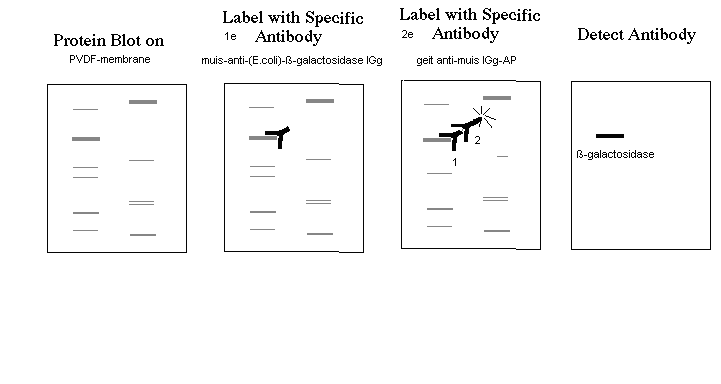 Protein Blot on
PVDF-membrane
Label with Specific
1e Antibody
muis-anti-(E.coli)-ß-galactosidase IGg
Label with Specific
2e Antibody
geit anti-muis IGg-AP
1
2
Detect Antibody
ß-galactosidase